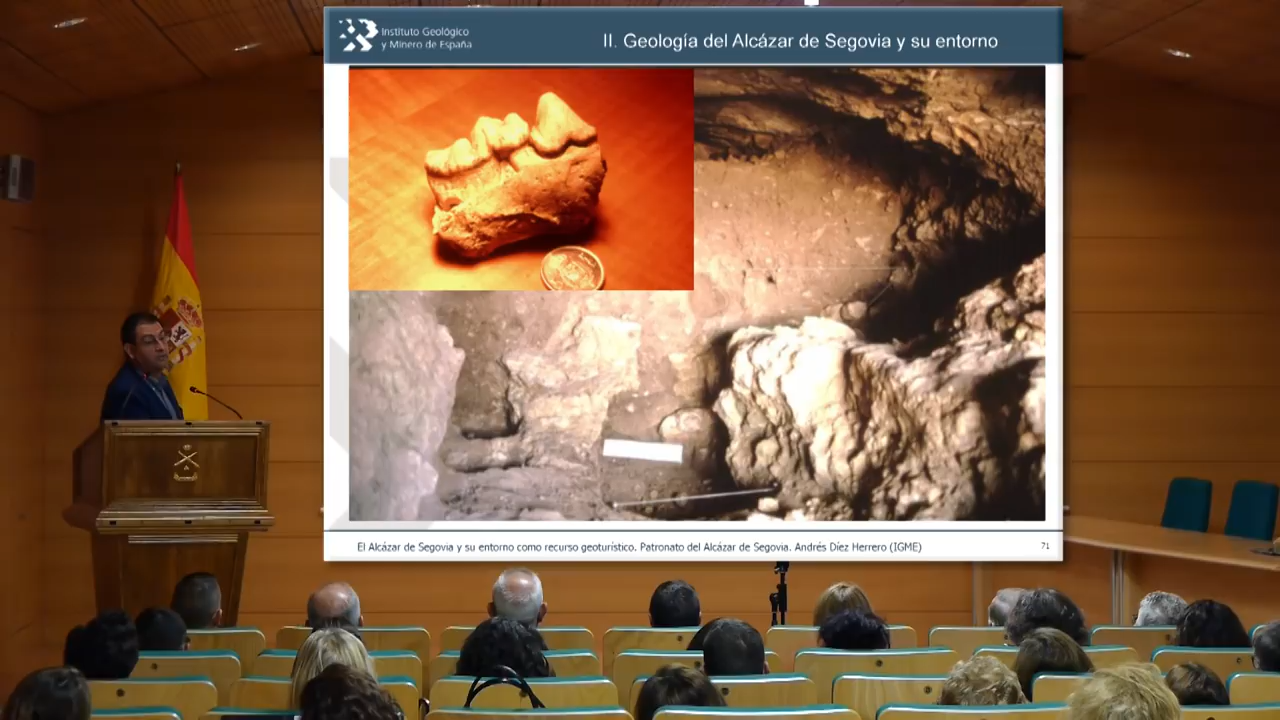 Instituto Geológico
y Minero de España
II. Geología del Alcázar de Segovia y su entorno
El Alcázar de Segovia y su entorno como recurso geoturístico. Patronato del Alcázar de Segovia. Andrés Díez Herrero (IGME)
71